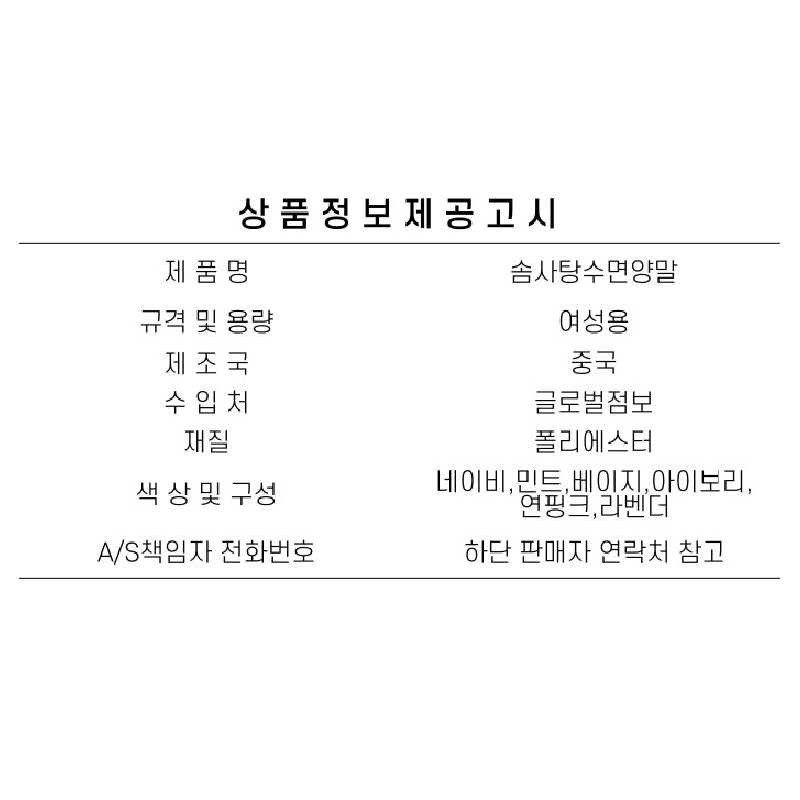 상품정보제공고시
제 품 명 솜사탕수면양말
규격 및 용량 여성용
제 조 국 중국
수 입 처 글로벌점보
재질 폴리에스터
색 상 및 구성 네이비,민트,베이지,아이보리,
연핑크,라벤더
A/S책임자 전화번호 하단 판매자 연락처 참고